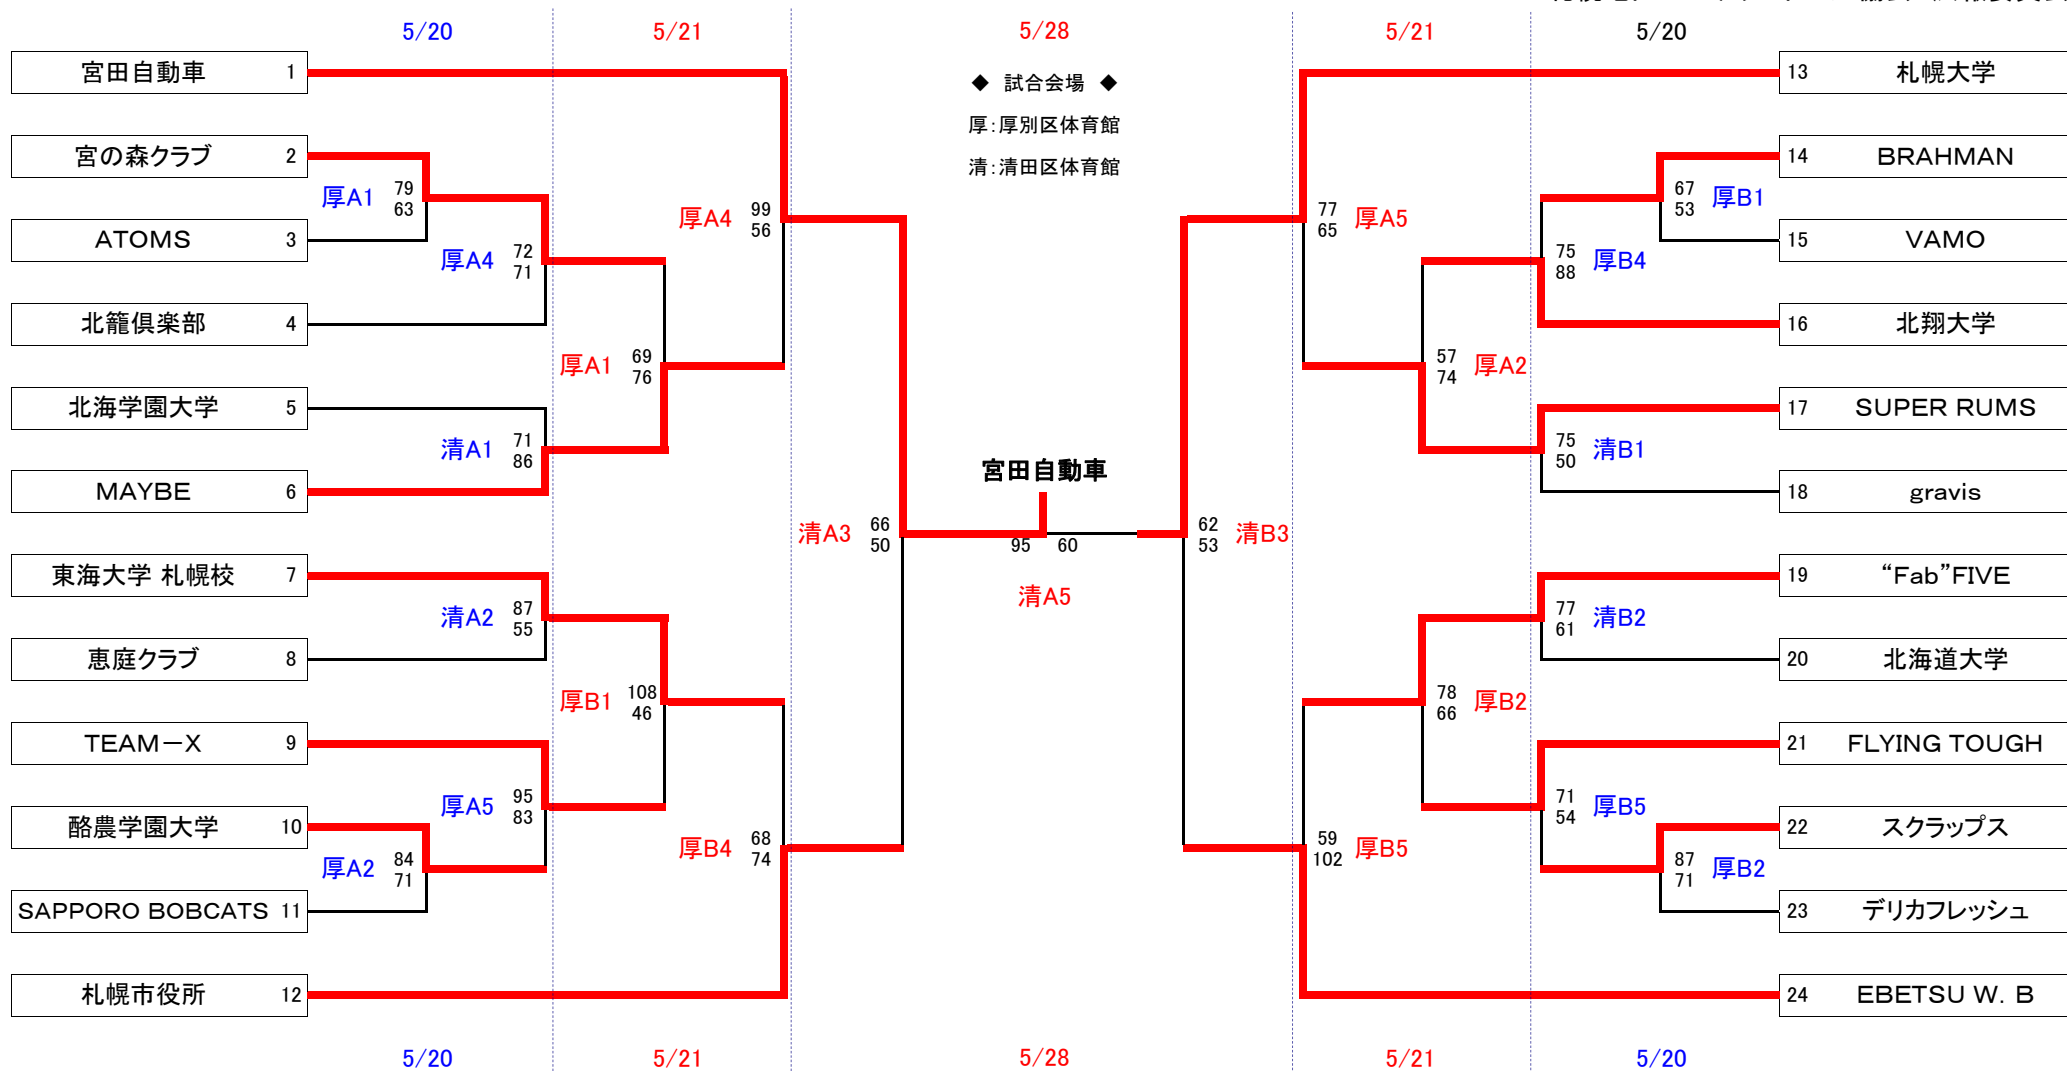 5/20 5/21 5/28 5/21 5/20
◆ 試合会場 ◆
厚:厚別区体育館
清:清田区体育館
宮田自動車 1
宮の森クラブ 2
ATOMS 3
北籠倶楽部 4
北海学園大学 5
MAYBE 6
東海大学 札幌校 7
恵庭クラブ 8
TEAM－X 9
酪農学園大学 10
SAPPORO BOBCATS 11
札幌市役所 12
厚A1 79
63
厚A4 72
71
清A1 71
86
清A2 87
55
厚A5 95
83
厚A2 84
71
厚A4 99
56
厚A1 69
76
厚B1 108
46
厚B4 68
74
清A3 66
50
宮田自動車
95 60
清A5
62
53 清B3
77
65 厚A5
57
74 厚A2
78
66 厚B2
59
102 厚B5
67
53 厚B1
75
88 厚B4
75
50 清B1
77
61 清B2
71
54 厚B5
87
71 厚B2
13 札幌大学
14 BRAHMAN
15 VAMO
16 北翔大学
17 SUPER RUMS
18 gravis
19 “Fab”FIVE
20 北海道大学
21 FLYING TOUGH
22 スクラップス
23 デリカフレッシュ
24 EBETSU W. B
5/20 5/21 5/28 5/21 5/20